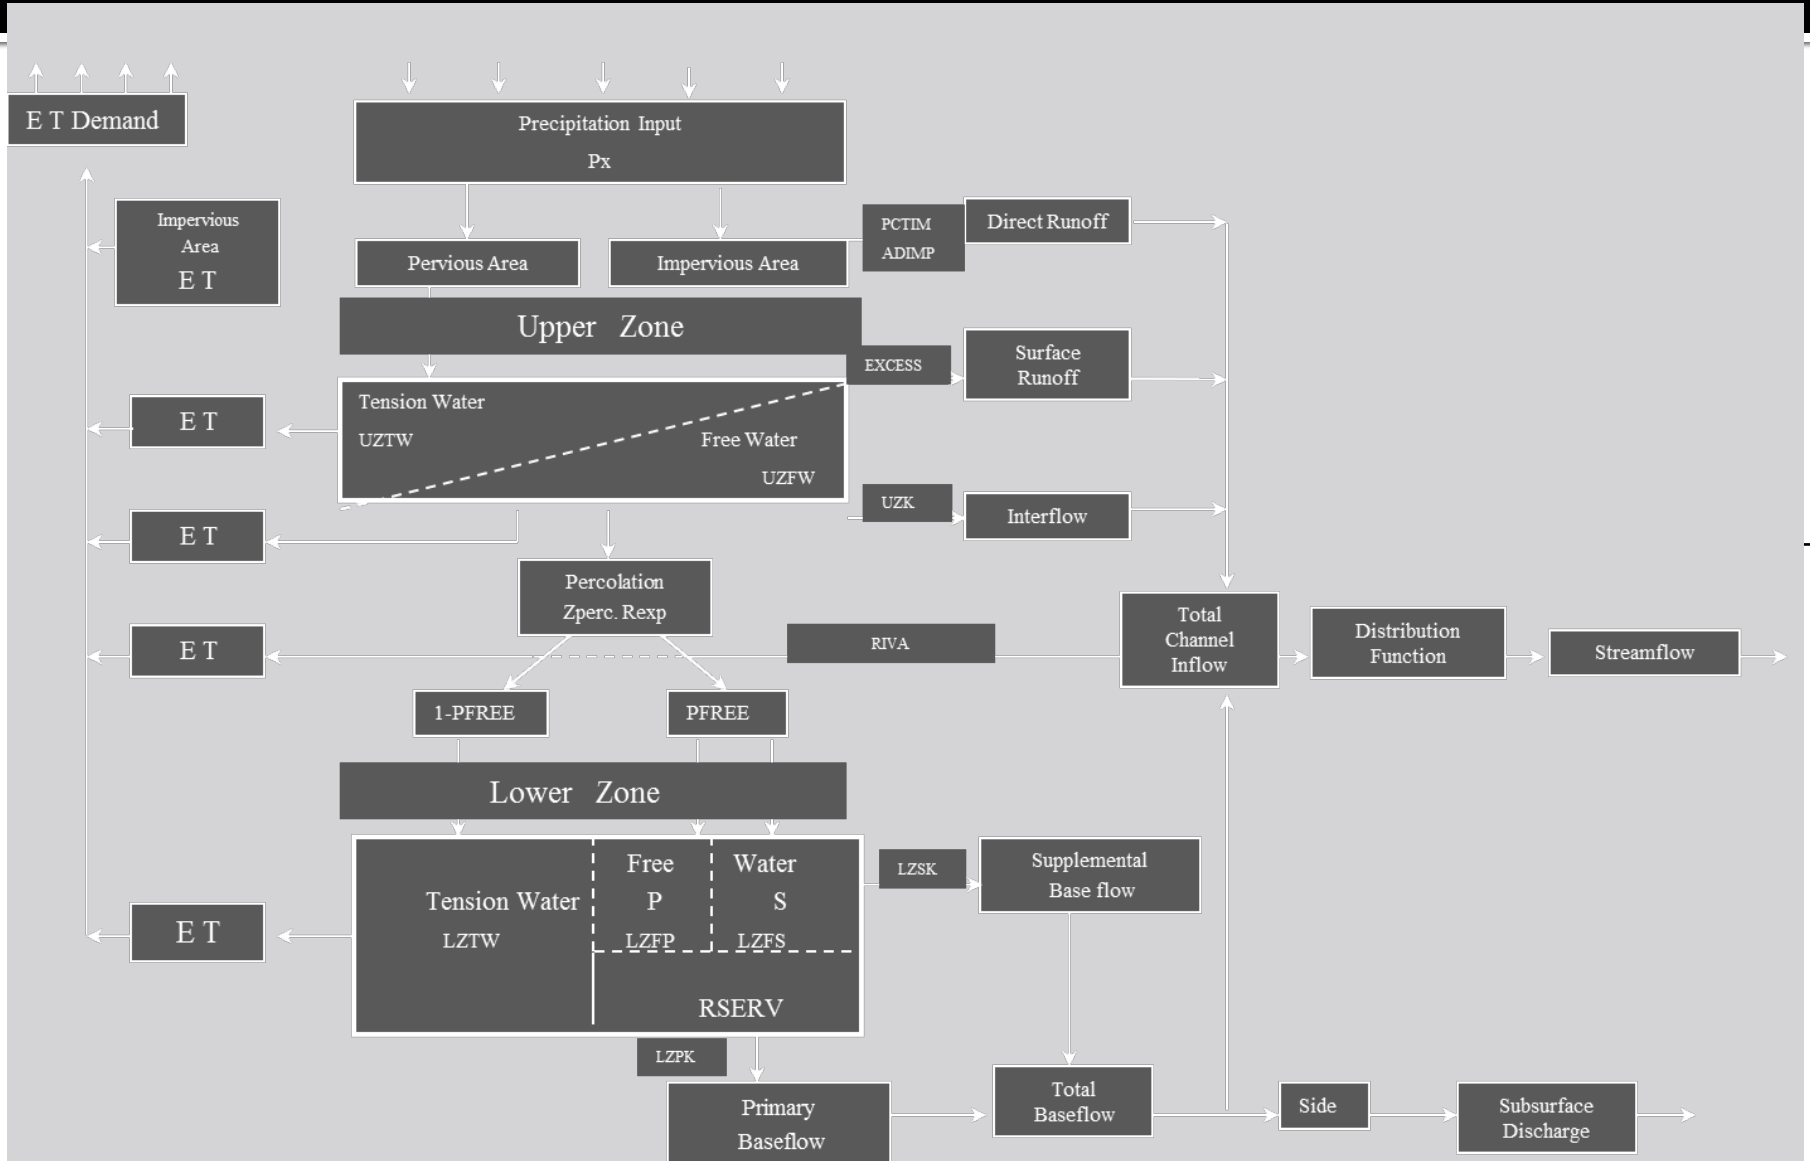 E T Demand
Precipitation Input
Px
Impervious
Area
E T
Pervious Area
Impervious Area
PCTIM
ADIMP
Direct Runoff
Upper Zone
EXCESS
Surface
Runoff
E T
Tension Water
UZTW
Free Water
UZFW
UZK
Interflow
E T
Percolation
Zperc. Rexp
E T
RIVA
Total
Channel
Inflow
Distribution
Function
Streamflow
1-PFREE
PFREE
Lower Zone
Free
Water
Tension Water
P
S
LZTW
LZFP
LZFS
RSERV
E T
LZSK
Supplemental
Base flow
LZPK
Primary
Baseflow
Total
Baseflow
Side
Subsurface
Discharge